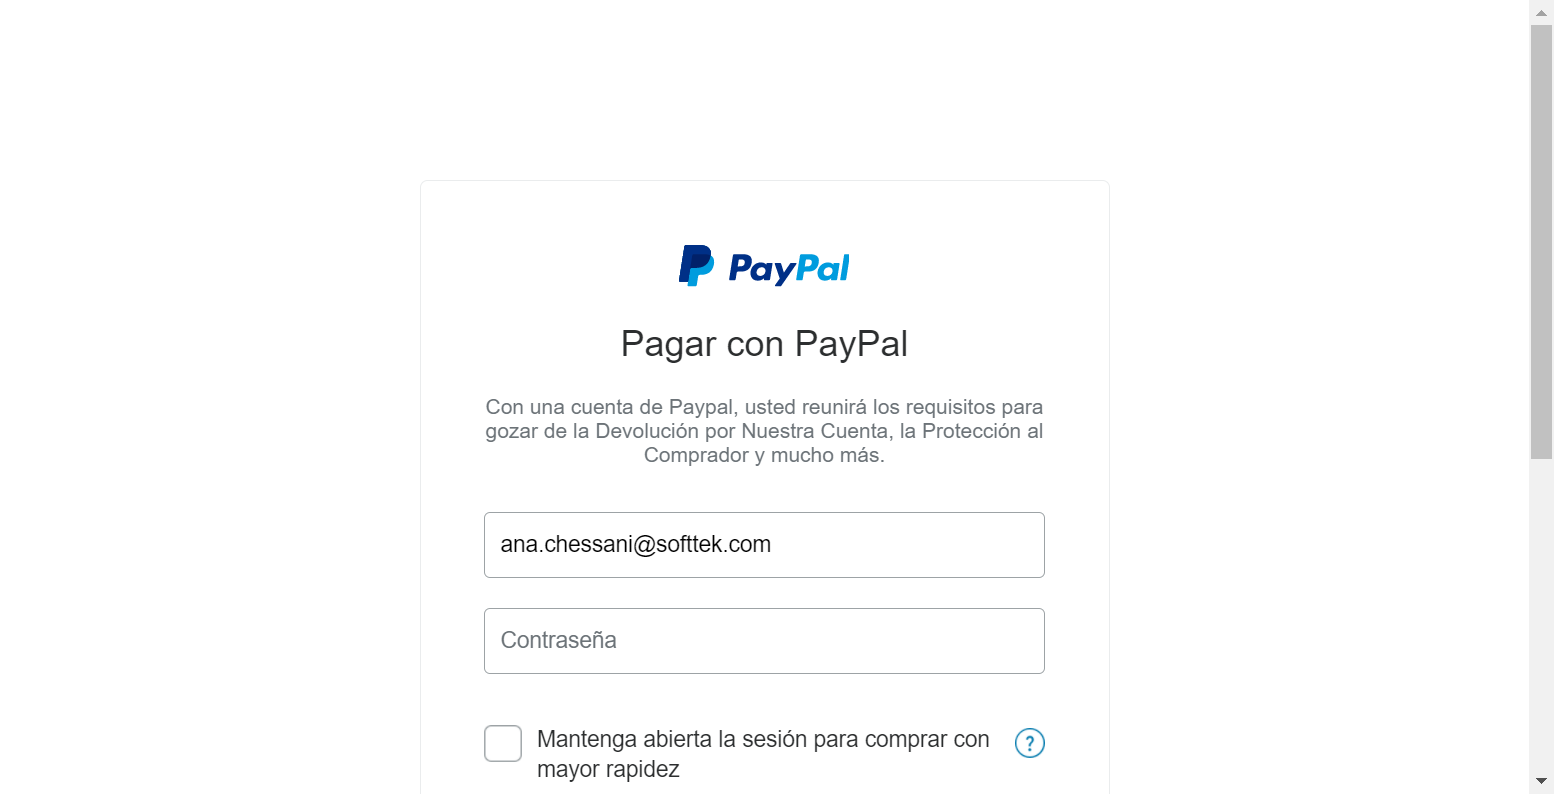 PayPal
Pagar con PayPal
Con una cuenta de Paypal, usted reunirá los requisitos para
gozar de la Devolución por Nuestra Cuenta, la Protección al
Comprador y mucho más.
ana.chessani@softtek.com
Contraseña
Mantenga abierta la sesión para comprar con
mayor rapidez
?